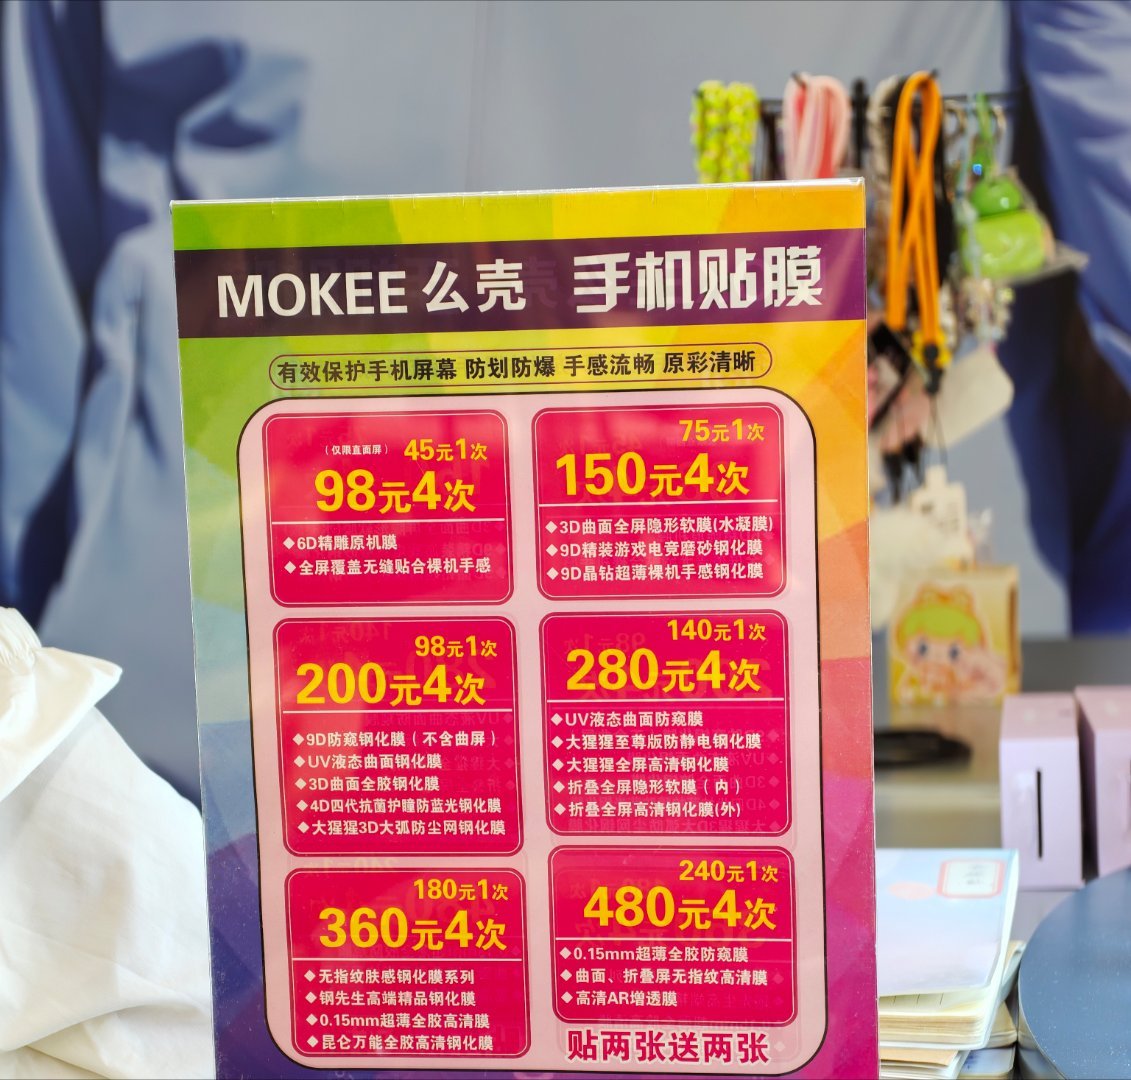 MOKEE 么壳 手机贴膜
有效保护手机屏幕 防划防爆 手感流畅 原彩清晰
(仅限直面屏) 45元1次
98元4次
◆6D精雕原机膜
◆全屏覆盖无缝贴合裸机手感
75元1次
150元4次
◆3D曲面全屏隐形软膜(水凝膜)
◆9D精装游戏电竞磨砂钢化膜
◆9D晶钻超薄裸机手感钢化膜
98元1次
200元4次
◆9D防窥钢化膜（不含曲屏）
◆UV液态曲面钢化膜
◆3D曲面全胶钢化膜
◆4D四代抗菌护瞳防蓝光钢化膜
◆大猩猩3D大弧防尘网钢化膜
140元1次
280元4次
◆UV液态曲面防窥膜
◆大猩猩至尊版防静电钢化膜
◆大猩猩全屏高清钢化膜
◆折叠全屏隐形软膜（内）
◆折叠全屏高清钢化膜(外)
180元1次
360元4次
◆无指纹肤感钢化膜系列
◆钢先生高端精品钢化膜
◆0.15mm超薄全胶高清膜
◆昆仑万能全胶高清钢化膜
240元1次
480元4次
◆0.15mm超薄全胶防窥膜
◆曲面、折叠屏无指纹高清膜
◆高清AR增透膜
贴两张送两张